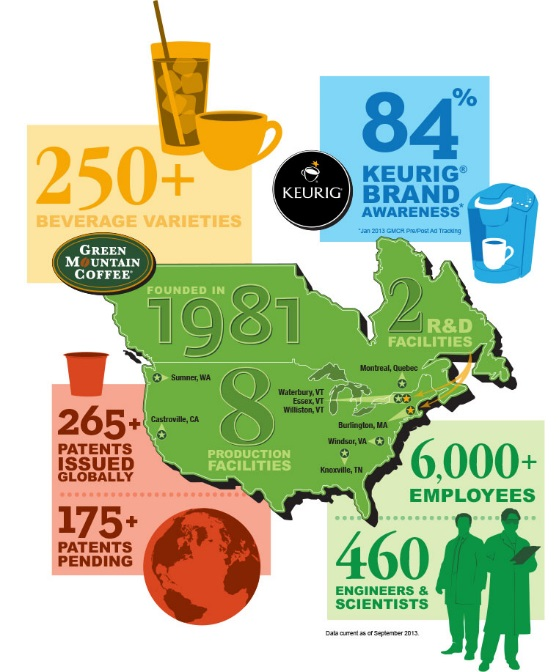 250+
BEVERAGE VARIETIES
84%
KEURIG®
BRAND
AWARENESS*
*Jan 2013 GMCR Pre/Post Ad Tracking
KEURIG®
GREEN
MOUNTAIN
COFFEE®
FOUNDED IN
1981
2
R&D
FACILITIES
8
PRODUCTION
FACILITIES
Sumner, WA
Castroville, CA
Montreal, Quebec
Waterbury, VT
Essex, VT
Williston, VT
Burlington, MA
Windsor, VA
Knoxville, TN
265+
PATENTS
ISSUED
GLOBALLY
175+
PATENTS
PENDING
6,000+
EMPLOYEES
460
ENGINEERS &
SCIENTISTS
Data current as of September 2013.